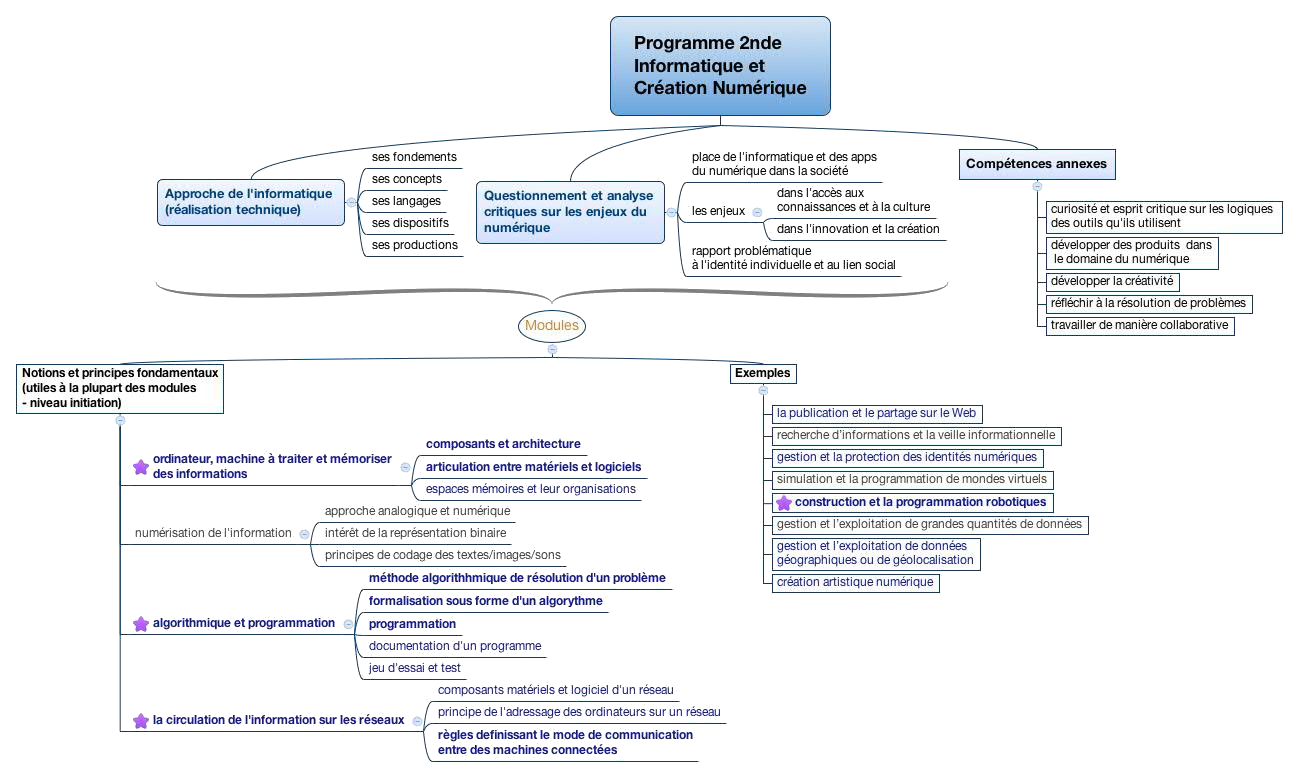 Programme 2nde
Informatique et
Création Numérique
Approche de l'informatique
(réalisation technique)
ses fondements
ses concepts
ses langages
ses dispositifs
ses productions
Questionnement et analyse
critiques sur les enjeux du
numérique
place de l'informatique et des apps
du numérique dans la société
les enjeux
dans l'accès aux
connaissances et à la culture
dans l'innovation et la création
rapport problématique
à l'identité individuelle et au lien social
Compétences annexes
curiosité et esprit critique sur les logiques
des outils qu'ils utilisent
développer des produits dans
le domaine du numérique
développer la créativité
réfléchir à la résolution de problèmes
travailler de manière collaborative
Modules
Notions et principes fondamentaux
(utiles à la plupart des modules
- niveau initiation)
ordinateur, machine à traiter et mémoriser
des informations
composants et architecture
articulation entre matériels et logiciels
espaces mémoires et leur organisations
numérisation de l'information
approche analogique et numérique
intérêt de la représentation binaire
principes de codage des textes/images/sons
algorithmique et programmation
méthode algorithhmique de résolution d'un problème
formalisation sous forme d'un algorythme
programmation
documentation d'un programme
jeu d'essai et test
la circulation de l'information sur les réseaux
composants matériels et logiciel d'un réseau
principe de l'adressage des ordinateurs sur un réseau
règles definissant le mode de communication
entre des machines connectées
Exemples
la publication et le partage sur le Web
recherche d'informations et la veille informationnelle
gestion et la protection des identités numériques
simulation et la programmation de mondes virtuels
construction et la programmation robotiques
gestion et l'exploitation de grandes quantités de données
gestion et l'exploitation de données
géographiques ou de géolocalisation
création artistique numérique